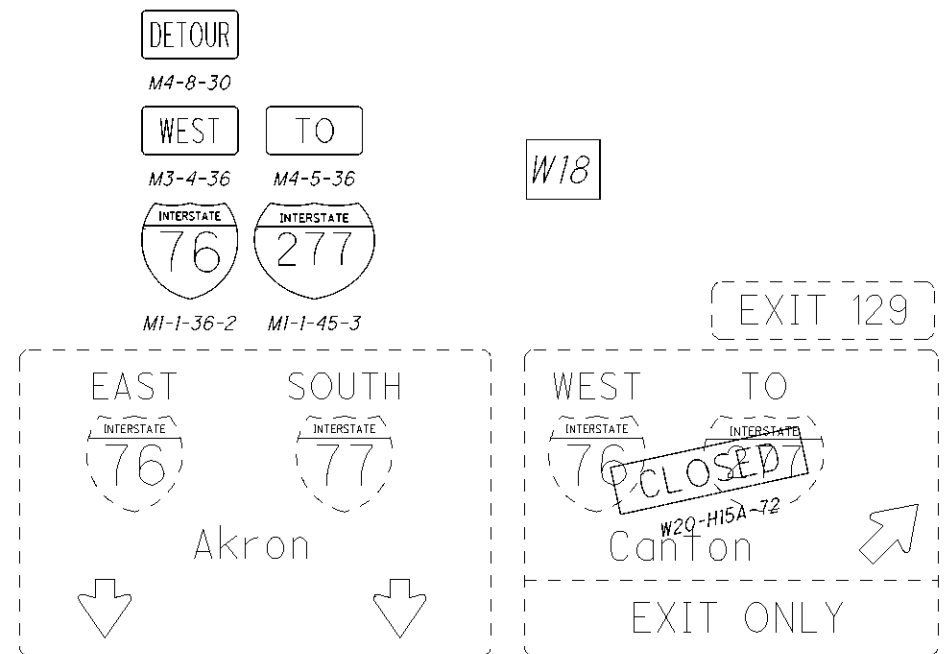 DETOUR
M4-8-30
WEST TO
M3-4-36 M4-5-36
INTERSTATE INTERSTATE
76 277
M1-1-36-2 M1-1-45-3
W18
EXIT 129
EAST SOUTH
INTERSTATE INTERSTATE
76 77
Akron
WEST TO
INTERSTATE INTERSTATE
76 277
CLOSED
W20-H15A-72
Canton
EXIT ONLY